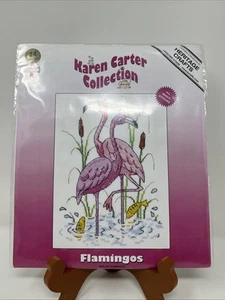 Karen Carter
Collection
HERITAGE
CRAFTS
Flamingos